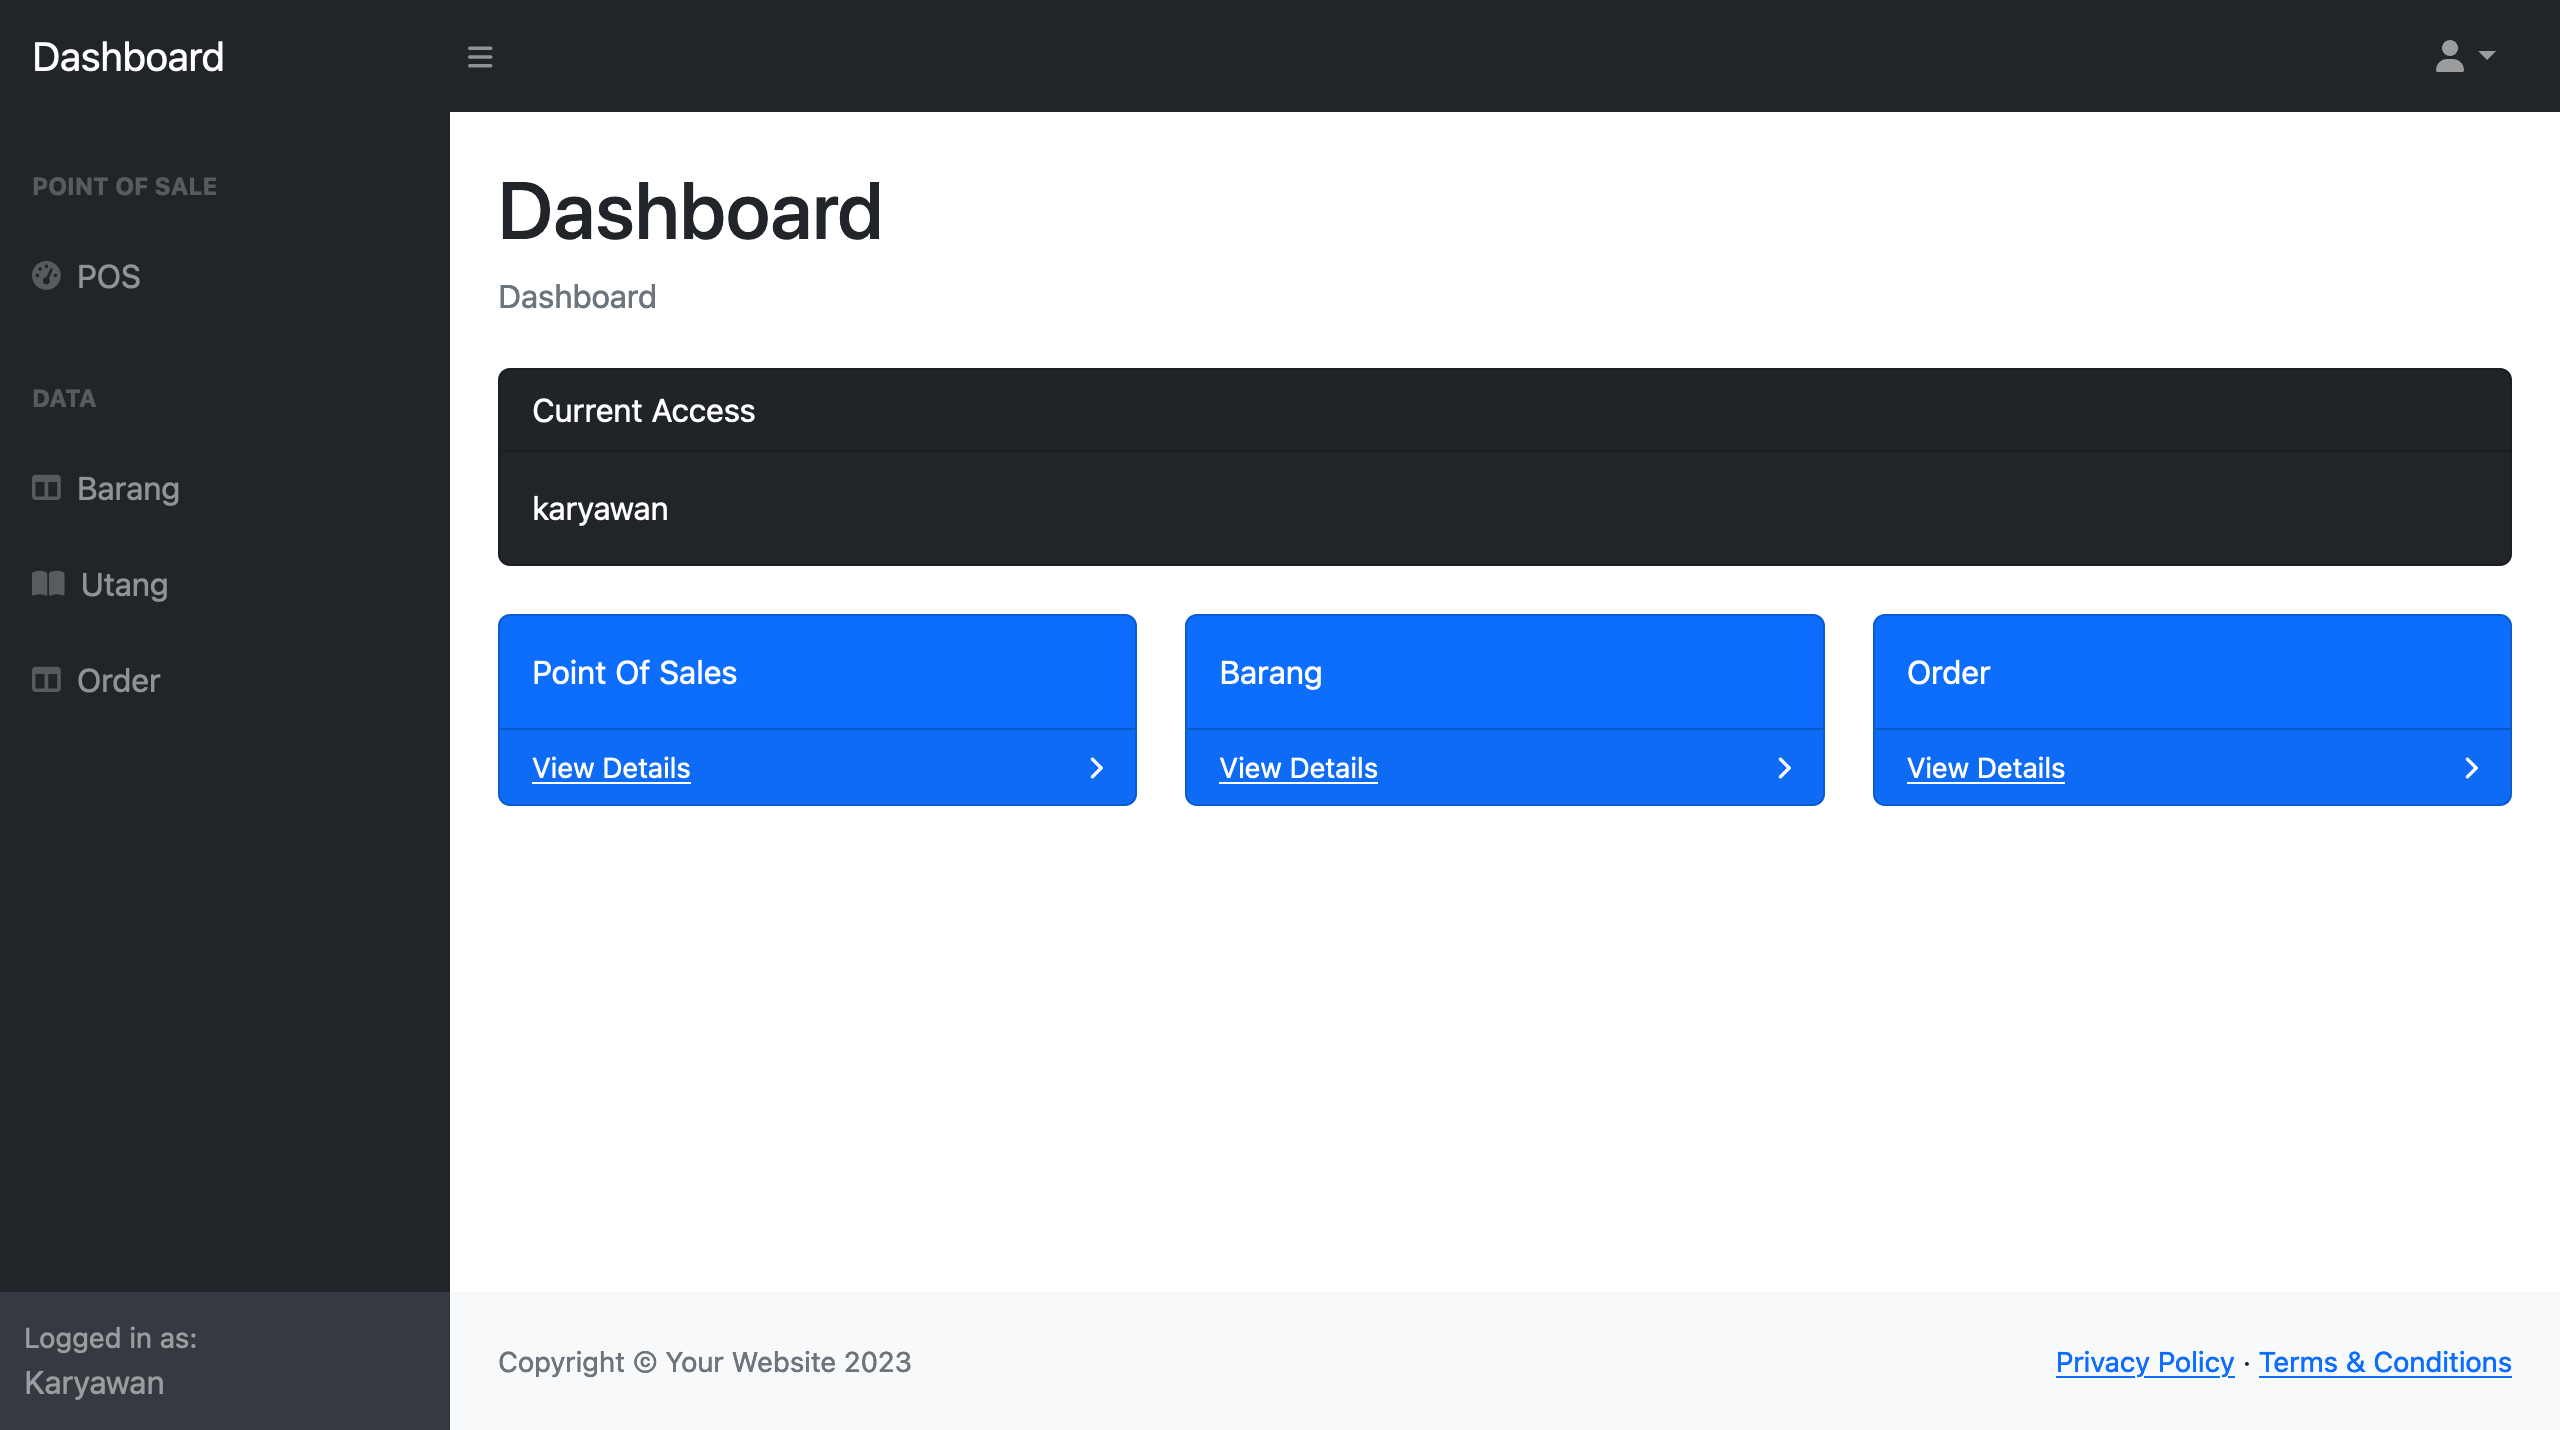 Dashboard
POINT OF SALE
POS
DATA
Barang
Utang
Order
Logged in as:
Karyawan
Dashboard
Dashboard
Current Access
karyawan
Point Of Sales
View Details
Barang
View Details
Order
View Details
Copyright © Your Website 2023
Privacy Policy · Terms & Conditions